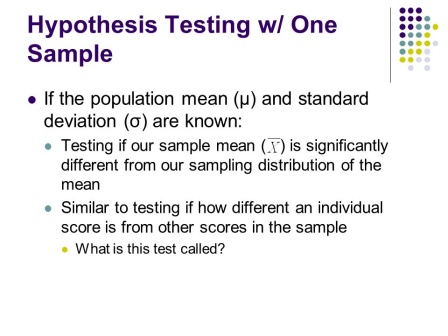 Hypothesis Testing w/ One
Sample
If the population mean (μ) and standard
deviation (σ) are known:
Testing if our sample mean (X̅) is significantly
different from our sampling distribution of the
mean
Similar to testing if how different an individual
score is from other scores in the sample
What is this test called?